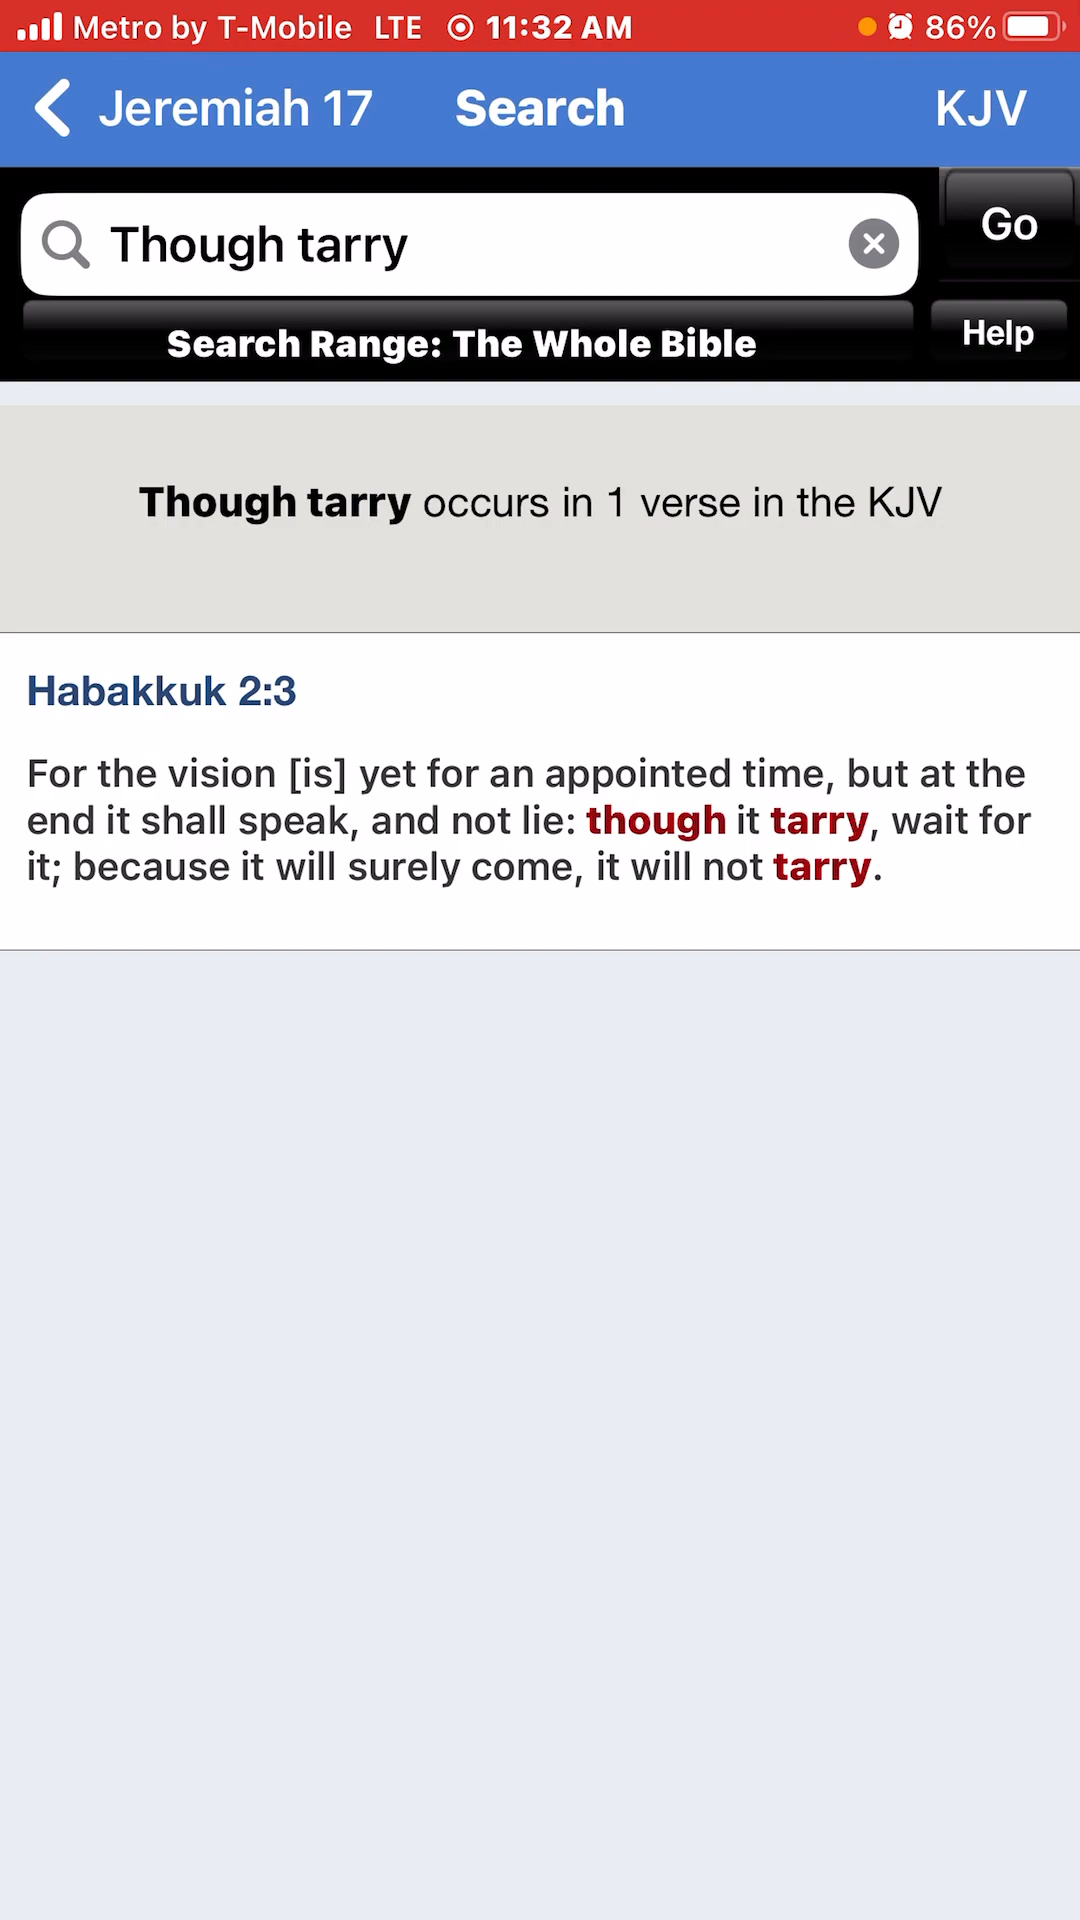 Metro by T-Mobile LTE 11:32 AM 86%
Jeremiah 17 Search KJV
Though tarry Go
Search Range: The Whole Bible Help
Though tarry occurs in 1 verse in the KJV
Habakkuk 2:3
For the vision [is] yet for an appointed time, but at the
end it shall speak, and not lie: though it tarry, wait for
it; because it will surely come, it will not tarry.